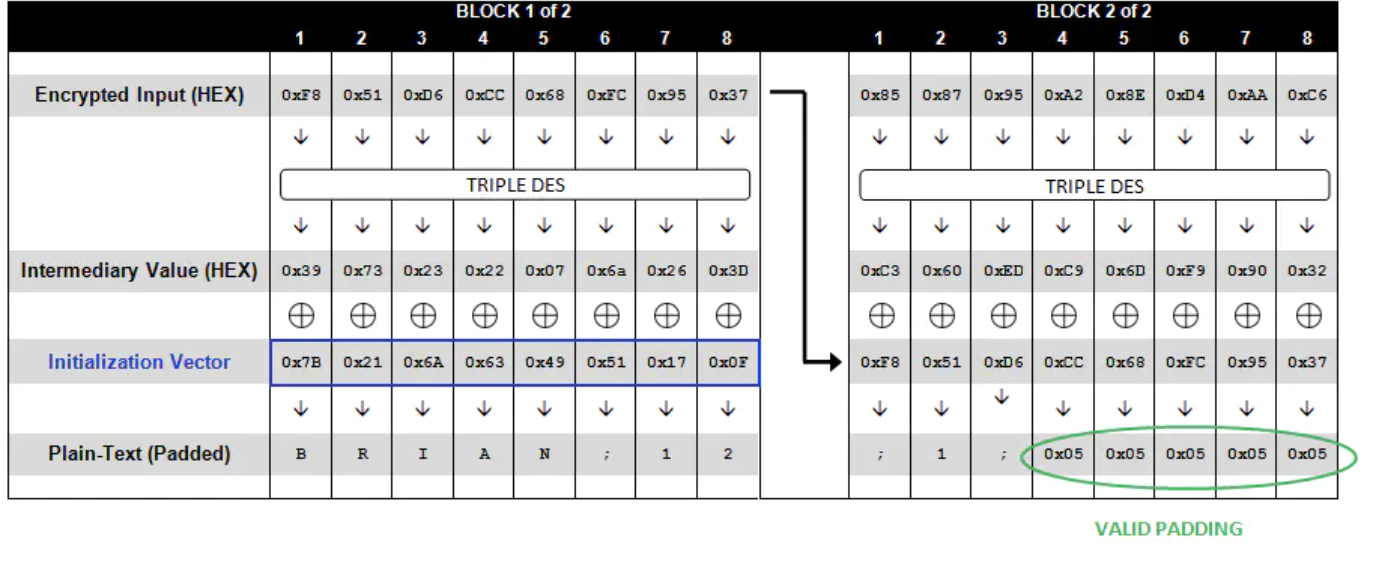 BLOCK 1 of 2 BLOCK 2 of 2
1 2 3 4 5 6 7 8 1 2 3 4 5 6 7 8
Encrypted Input (HEX) 0xF8 0x51 0xD6 0xCC 0x68 0xFC 0x95 0x37 0x85 0x87 0x95 0xA2 0x8E 0xD4 0xAA 0xC6
TRIPLE DES TRIPLE DES
Intermediary Value (HEX) 0x39 0x73 0x23 0x22 0x07 0x6a 0x26 0x3D 0xC3 0x60 0xED 0xC9 0x6D 0xF9 0x90 0x32
Initialization Vector 0x7B 0x21 0x6A 0x63 0x49 0x51 0x17 0x0F 0xF8 0x51 0xD6 0xCC 0x68 0xFC 0x95 0x37
Plain-Text (Padded) B R I A N ; 1 2 ; 1 ; 0x05 0x05 0x05 0x05 0x05
VALID PADDING